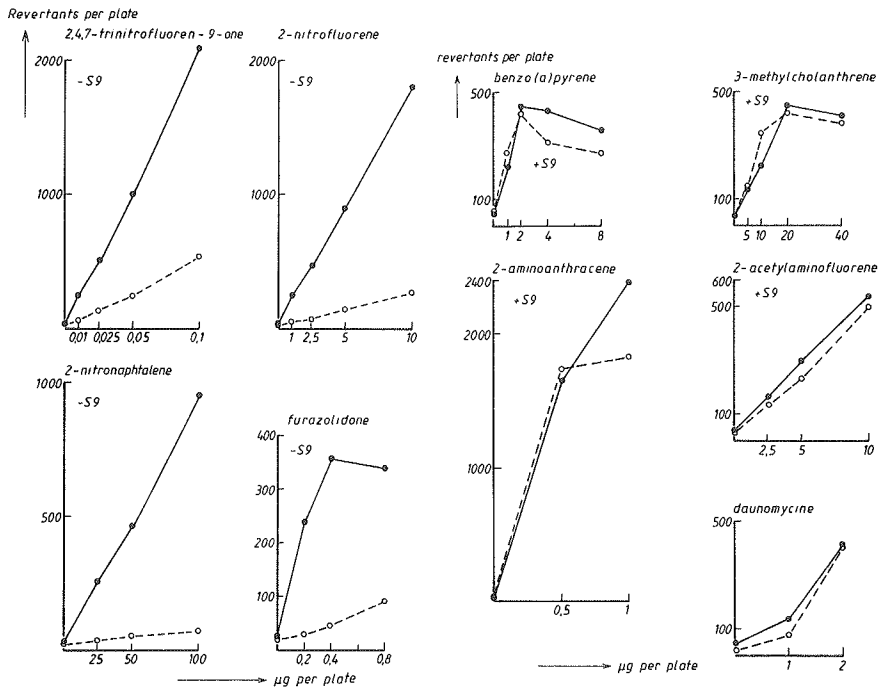 Revertants per plate
2,4,7-trinitrofluoren - 9 - one
-S9
2000
1000
0,01
0,025
0,05
0,1
2-nitrofluorene
-S9
2000
1000
1
2,5
5
10
2-nitronaphtalene
-S9
1000
500
25
50
100
furazolidone
-S9
400
300
200
100
0,2
0,4
0,8
µg per plate
revertants per plate
benzo(a)pyrene
+S9
500
100
1
2
4
8
3-methylcholanthrene
+S9
500
100
5
10
20
40
2-aminoanthracene
+S9
2400
2000
1000
0,5
1
2-acetylaminofluorene
+S9
600
500
100
2,5
5
10
daunomycine
500
100
1
2
µg per plate